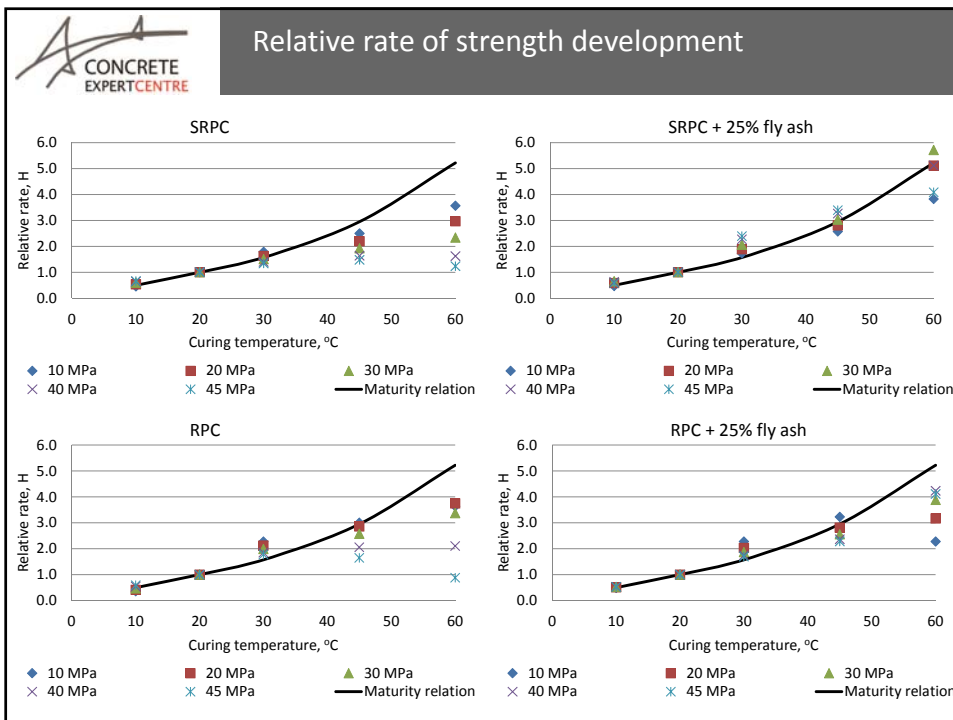 CONCRETE
EXPERTCENTRE
Relative rate of strength development
SRPC
6.0
5.0
4.0
3.0
2.0
1.0
0.0
Relative rate, H
0 10 20 30 40 50 60
Curing temperature, °C
10 MPa 20 MPa 30 MPa
40 MPa 45 MPa Maturity relation
SRPC + 25% fly ash
6.0
5.0
4.0
3.0
2.0
1.0
0.0
Relative rate, H
0 10 20 30 40 50 60
Curing temperature, °C
10 MPa 20 MPa 30 MPa
40 MPa 45 MPa Maturity relation
RPC
6.0
5.0
4.0
3.0
2.0
1.0
0.0
Relative rate, H
0 10 20 30 40 50 60
Curing temperature, °C
10 MPa 20 MPa 30 MPa
40 MPa 45 MPa Maturity relation
RPC + 25% fly ash
6.0
5.0
4.0
3.0
2.0
1.0
0.0
Relative rate, H
0 10 20 30 40 50 60
Curing temperature, °C
10 MPa 20 MPa 30 MPa
40 MPa 45 MPa Maturity relation